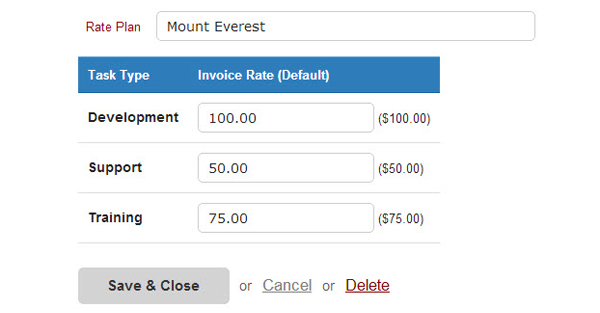 Rate Plan Mount Everest
Task Type Invoice Rate (Default)
Development 100.00 ($100.00)
Support 50.00 ($50.00)
Training 75.00 ($75.00)
Save & Close or Cancel or Delete